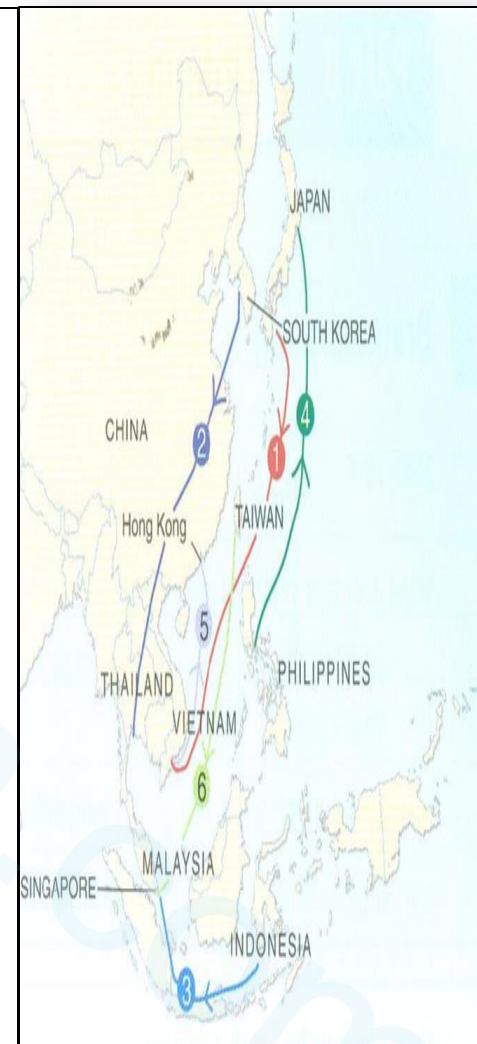 JAPAN
SOUTH KOREA
4
CHINA
2
1
Hong Kong
TAIWAN
5
THAILAND
PHILIPPINES
VIETNAM
6
MALAYSIA
SINGAPORE
INDONESIA
3